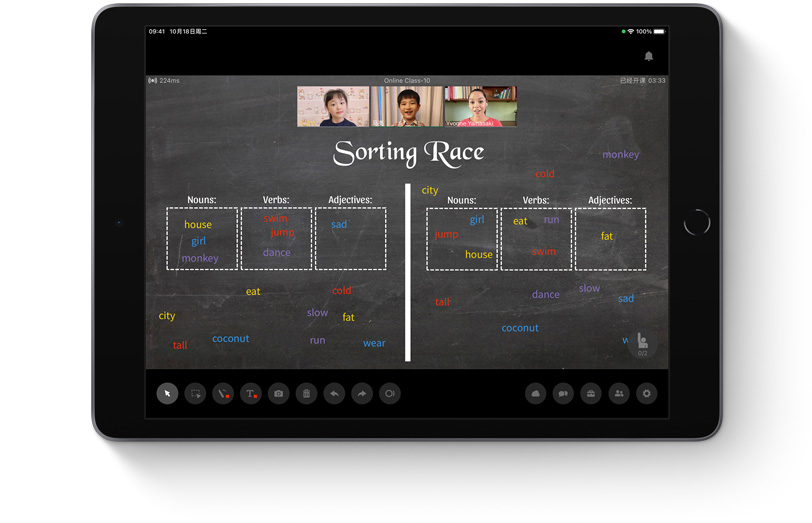 09:41 10月18日周二
100%
224ms
Online Class-10
已经开课 03:33
Yvonne Yamasaki
Sorting Race
monkey
cold
city
Nouns:
Verbs:
Adjectives:
house
girl
monkey
swim
jump
dance
sad
Nouns:
Verbs:
Adjectives:
girl
jump
house
eat
run
swim
fat
eat
cold
city
slow
fat
tall
coconut
run
wear
tall
dance
slow
sad
coconut
0/2